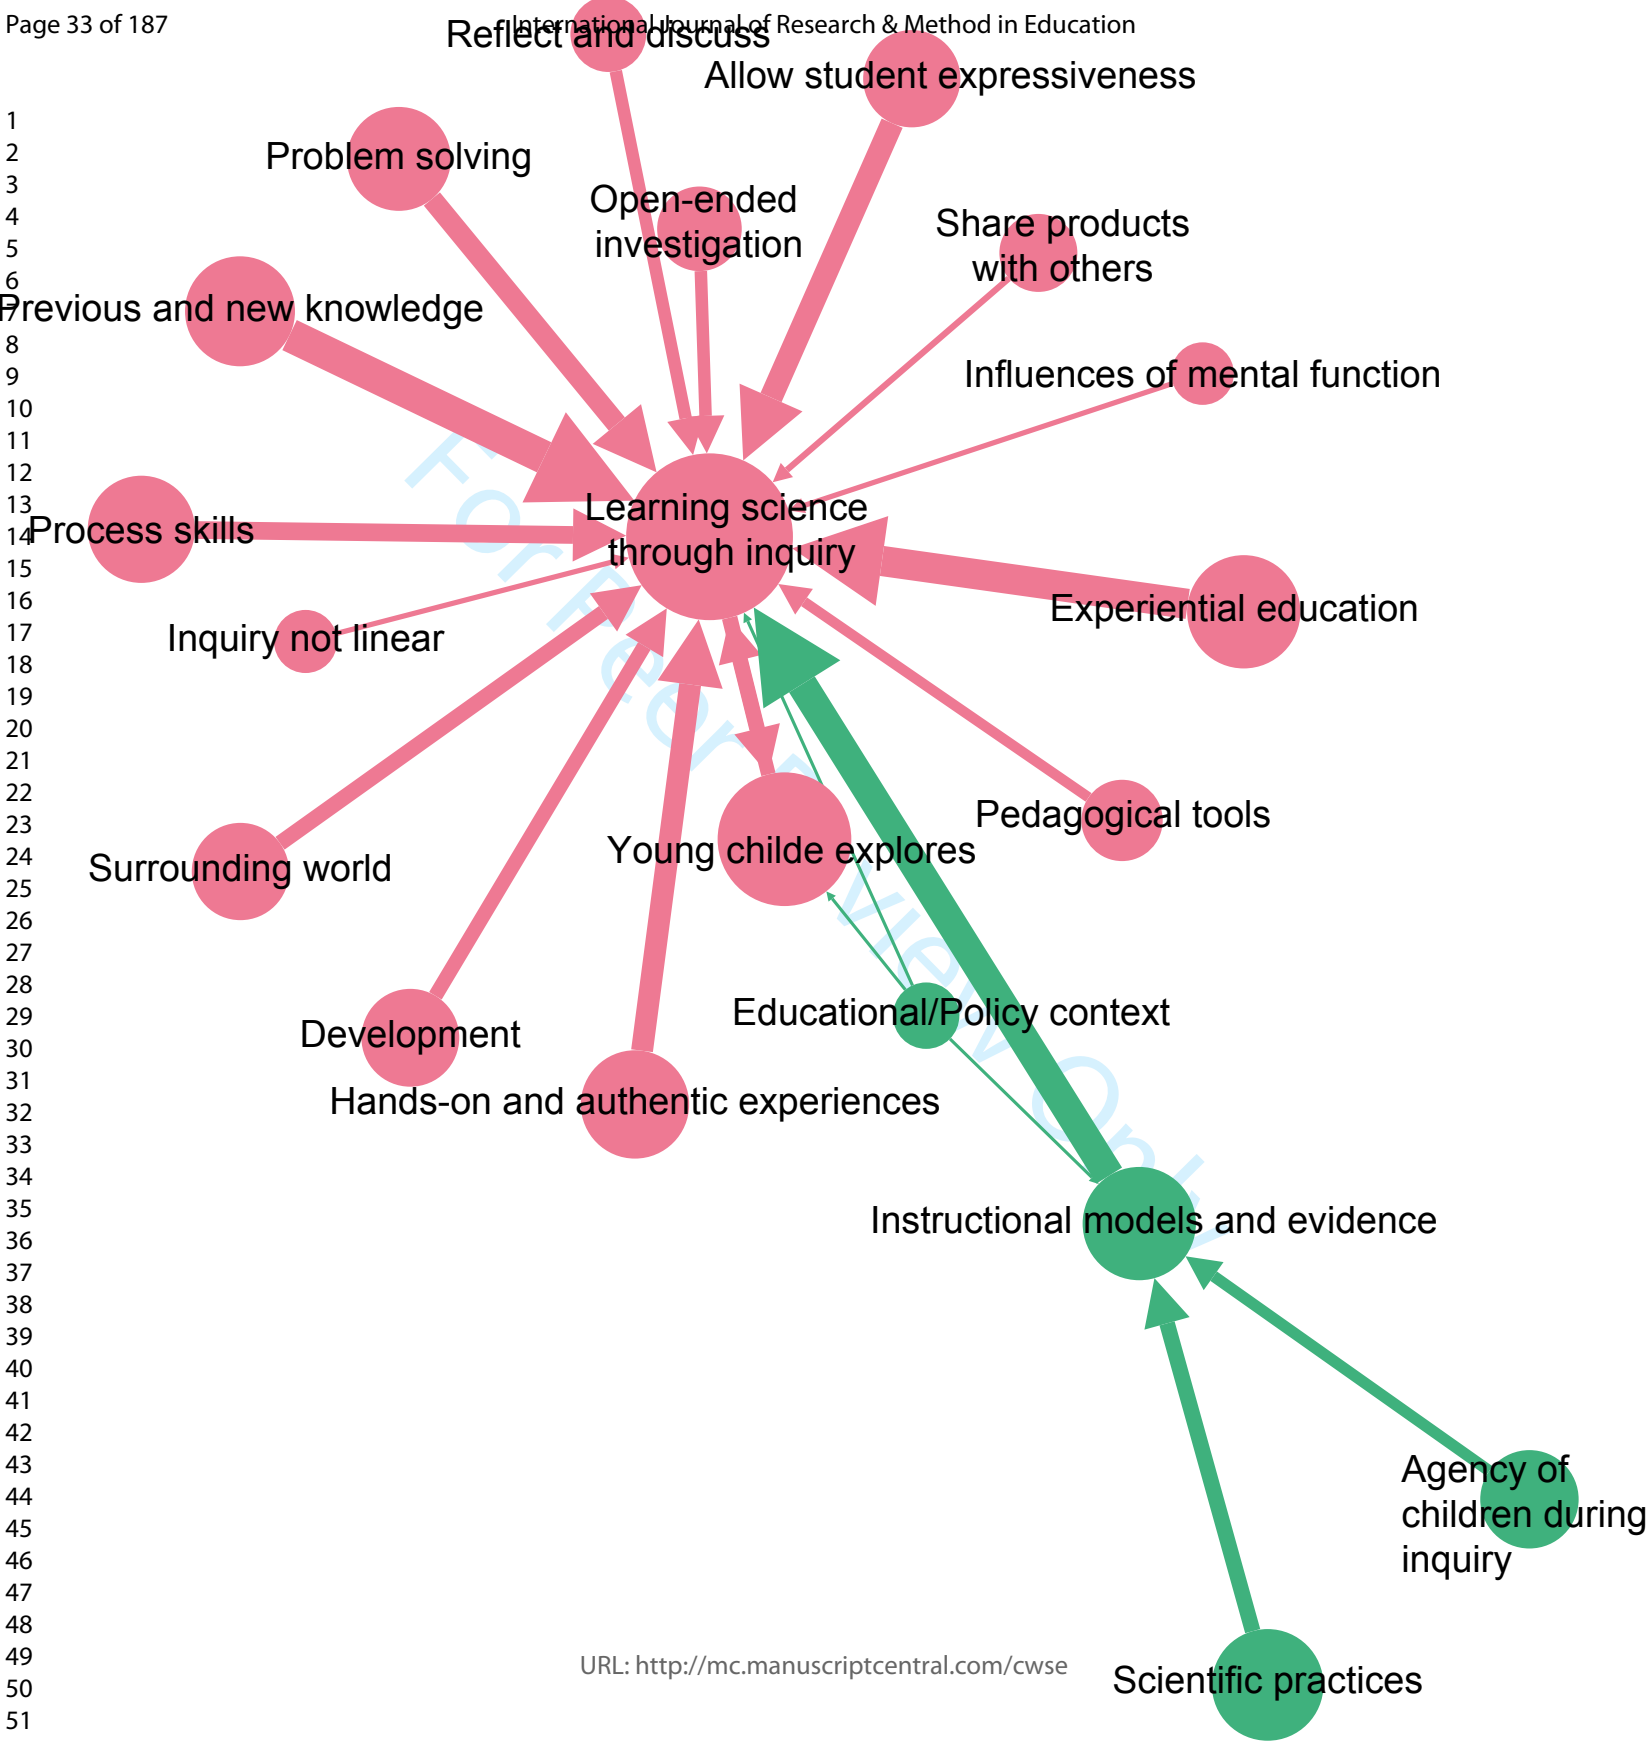 Page 33 of 187
International Journal of Research & Method in Education
Reflect and discuss
Allow student expressiveness
Problem solving
Open-ended
investigation
Share products
with others
Previous and new knowledge
Influences of mental function
Learning science
through inquiry
Process skills
Experiential education
Inquiry not linear
Pedagogical tools
Young childe explores
Surrounding world
Educational/Policy context
Development
Hands-on and authentic experiences
Instructional models and evidence
Agency of
children during
inquiry
Scientific practices
For Peer Review Only
URL: http://mc.manuscriptcentral.com/cwse
1
2
3
4
5
6
7
8
9
10
11
12
13
14
15
16
17
18
19
20
21
22
23
24
25
26
27
28
29
30
31
32
33
34
35
36
37
38
39
40
41
42
43
44
45
46
47
48
49
50
51